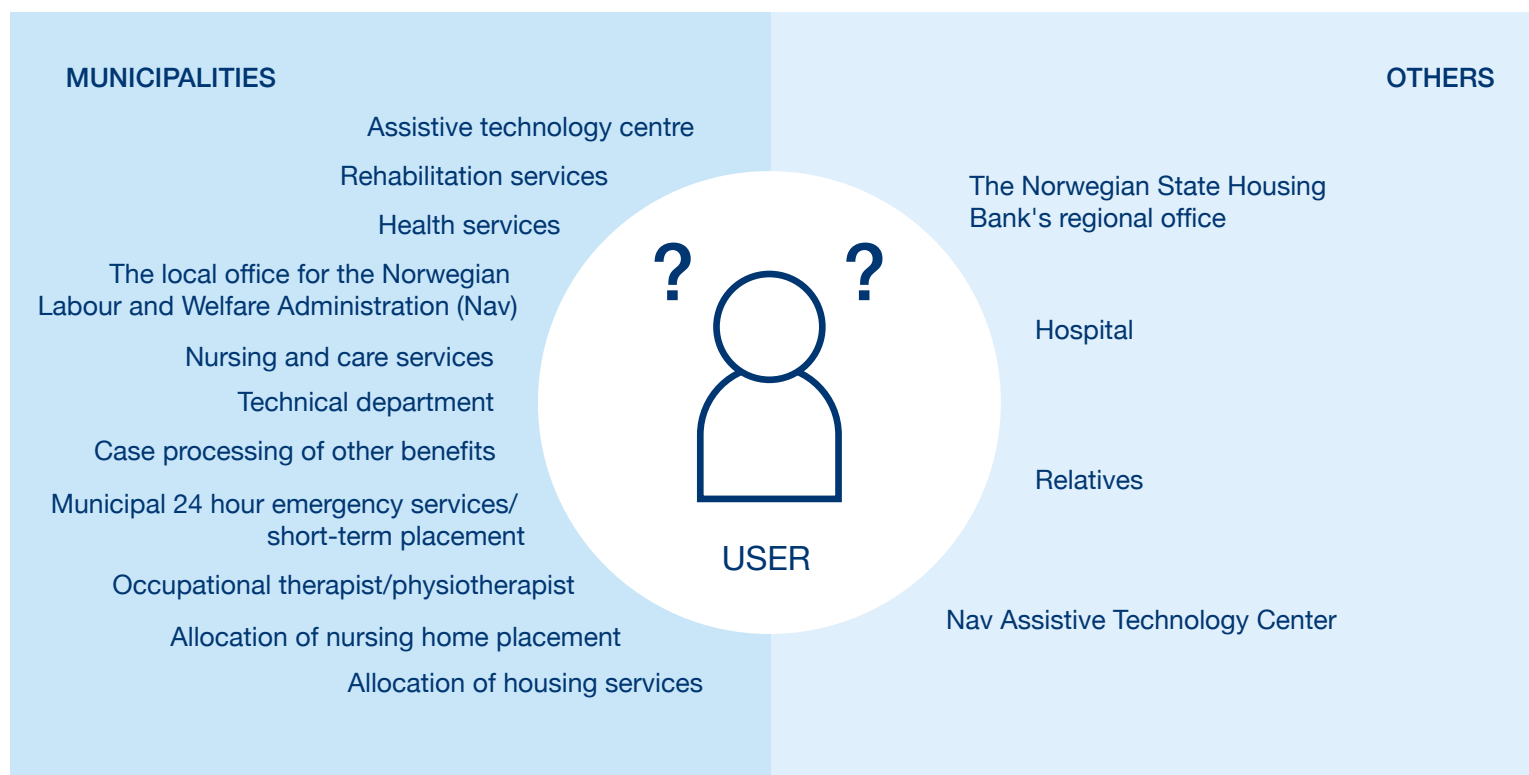 MUNICIPALITIES
Assistive technology centre
Rehabilitation services
Health services
The local office for the Norwegian
Labour and Welfare Administration (Nav)
Nursing and care services
Technical department
Case processing of other benefits
Municipal 24 hour emergency services/
short-term placement
Occupational therapist/physiotherapist
Allocation of nursing home placement
Allocation of housing services
? ?
USER
OTHERS
The Norwegian State Housing
Bank's regional office
Hospital
Relatives
Nav Assistive Technology Center